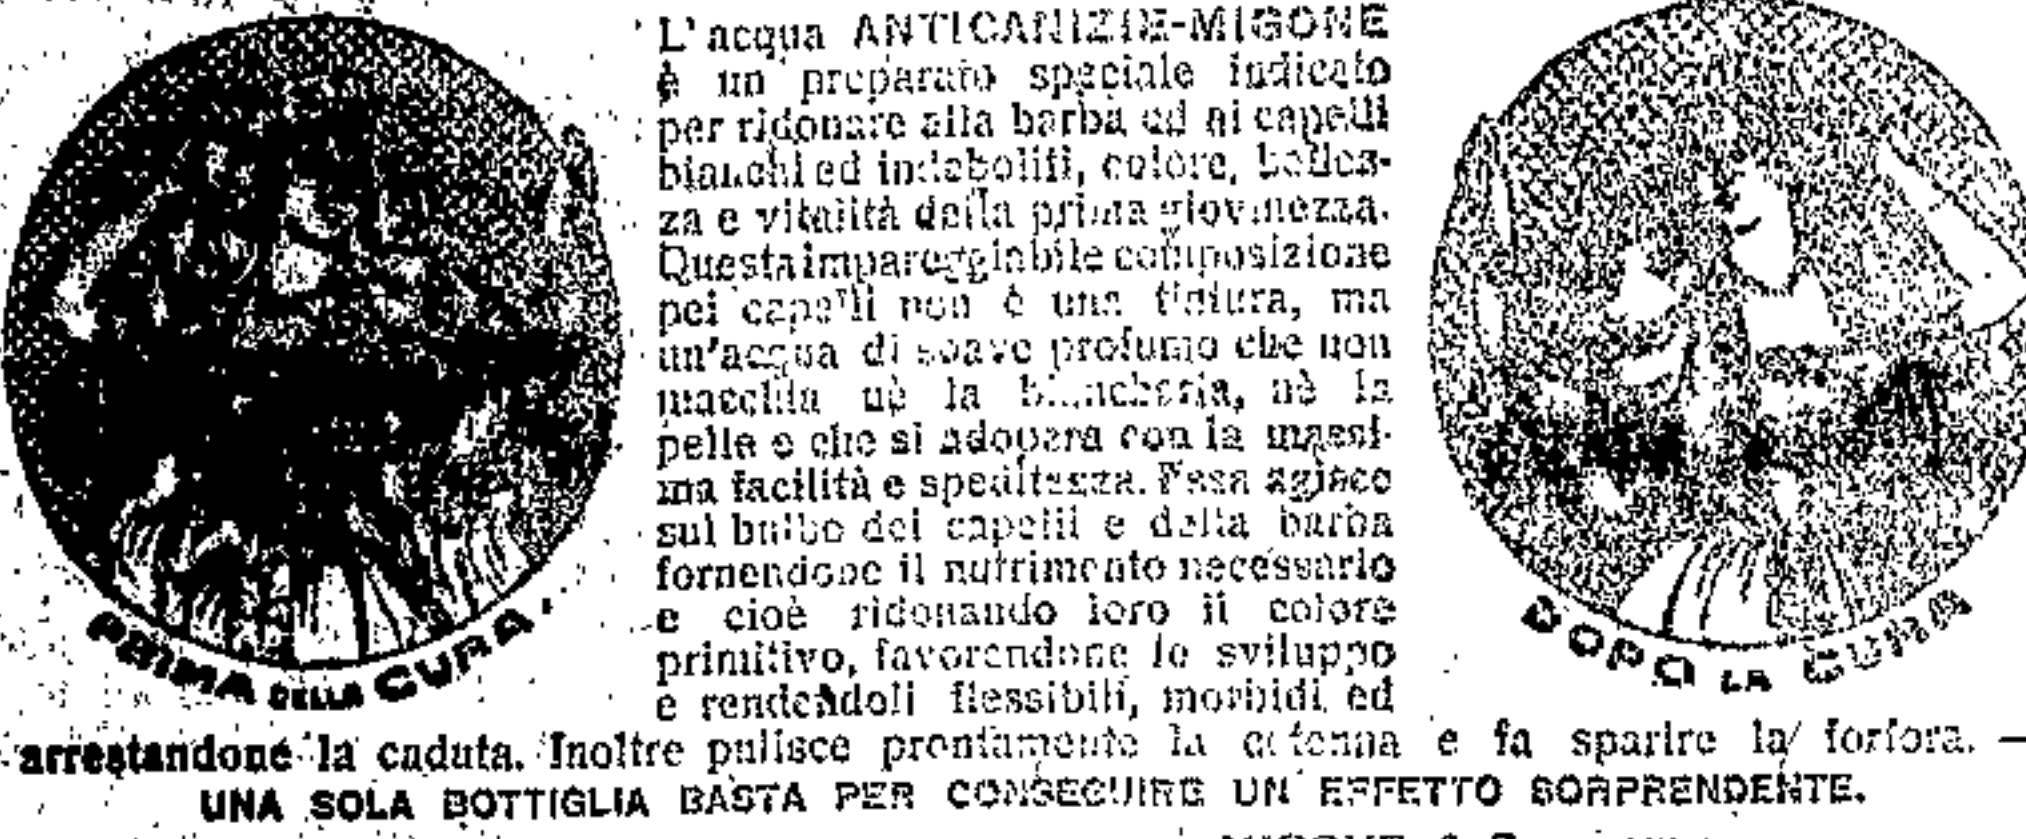 L'acqua ANTICANIZIE-MIGONE
è un preparato speciale indicato
per ridonare alla barba ed ai capelli
bianchi ed indeboliti, colore, bellez-
za e vitalità della prima giovinezza.
Questa impareggiabile composizione
pei capelli non è una tintura, ma
un'acqua di soave profumo che non
macchia nè la biancheria, nè la
pelle e che si adopera con la massi-
ma facilità e speditezza. Essa agisce
sul bulbo dei capelli e della barba
fornendone il nutrimento necessario
e cioè ridonando loro il colore
primitivo, favorendone lo sviluppo
e rendendoli flessibili, morbidi ed
arrestandone la caduta. Inoltre pulisce prontamente la cotenna e fa sparire la forfora. —
UNA SOLA BOTTIGLIA BASTA PER CONSEGUIRE UN EFFETTO SORPRENDENTE.
PRIMA DELLA CURA
DOPO LA CURA